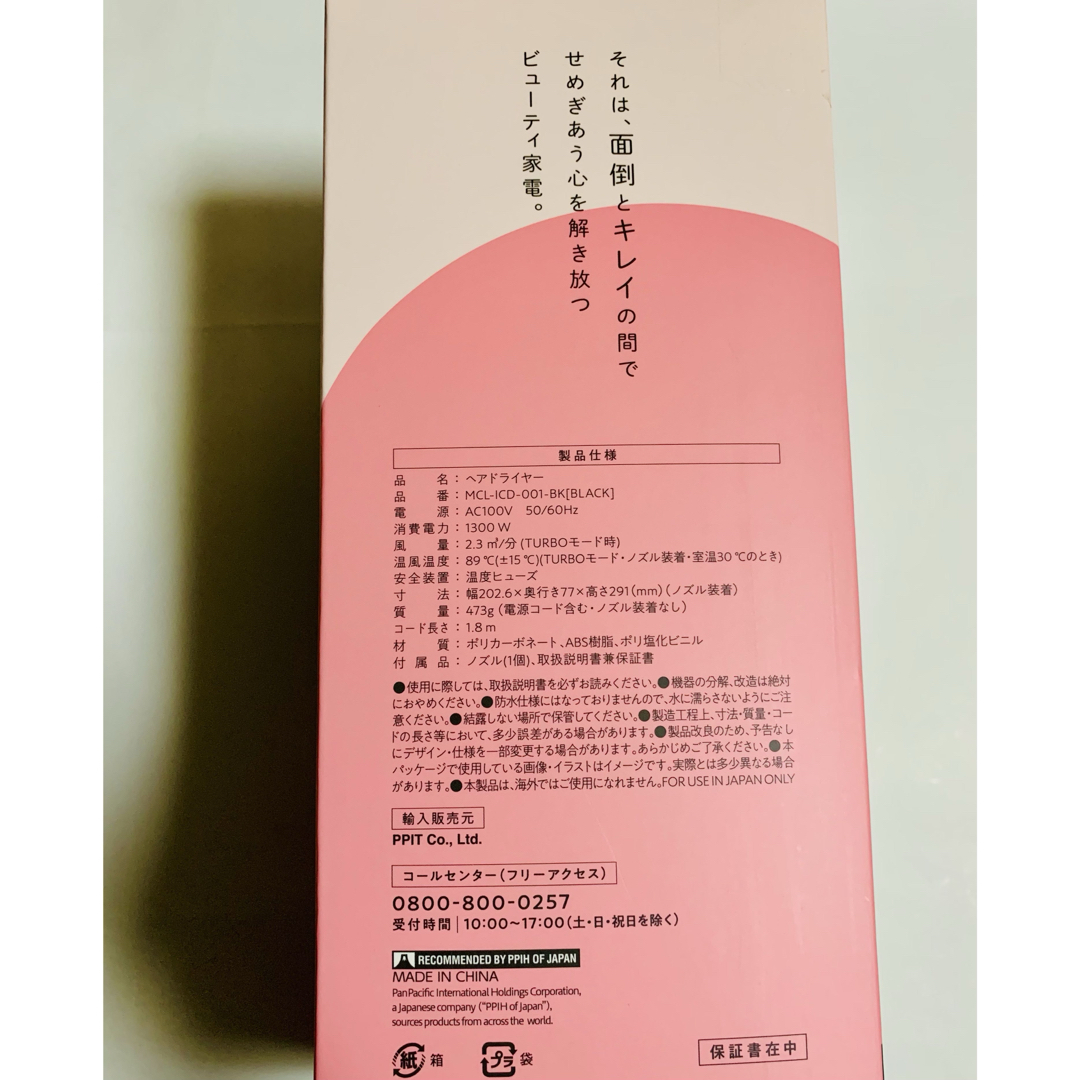 それは、面倒とキレイの間で
せめぎあう心を解き放つ
ビューティ家電。
製品仕様
品名：ヘアドライヤー
品番：MCL-ICD-001-BK[BLACK]
電源：AC100V 50/60Hz
消費電力：1300 W
風量：2.3 ㎥/分 (TURBOモード時)
温風温度：89 ℃(±15 ℃)(TURBOモード・ノズル装着・室温30 ℃のとき)
安全装置：温度ヒューズ
寸法：幅202.6×奥行き77×高さ291(mm)(ノズル装着)
質量：473g (電源コード含む・ノズル装着なし)
コード長さ：1.8 m
材質：ポリカーボネート、ABS樹脂、ポリ塩化ビニル
付属品：ノズル(1個)、取扱説明書兼保証書
●使用に際しては、取扱説明書を必ずお読みください。●機器の分解、改造は絶対
におやめください。●防水仕様にはなっておりませんので、水に濡らさないようにご注
意ください。●結露しない場所で保管してください。●製造工程上、寸法・質量・コー
ドの長さ等において、多少誤差がある場合があります。●製品改良のため、予告なし
にデザイン・仕様を一部変更する場合があります。あらかじめご了承ください。●本
パッケージで使用している画像・イラストはイメージです。実際とは多少異なる場合
があります。●本製品は、海外ではご使用になれません。FOR USE IN JAPAN ONLY
輸入販売元
PPIT Co., Ltd.
コールセンター(フリーアクセス)
0800-800-0257
受付時間｜10:00〜17:00(土・日・祝日を除く)
RECOMMENDED BY PPIH OF JAPAN
MADE IN CHINA
Pan Pacific International Holdings Corporation,
a Japanese company ("PPIH of Japan"),
sources products from across the world.
紙 箱 プラ 袋
保証書在中